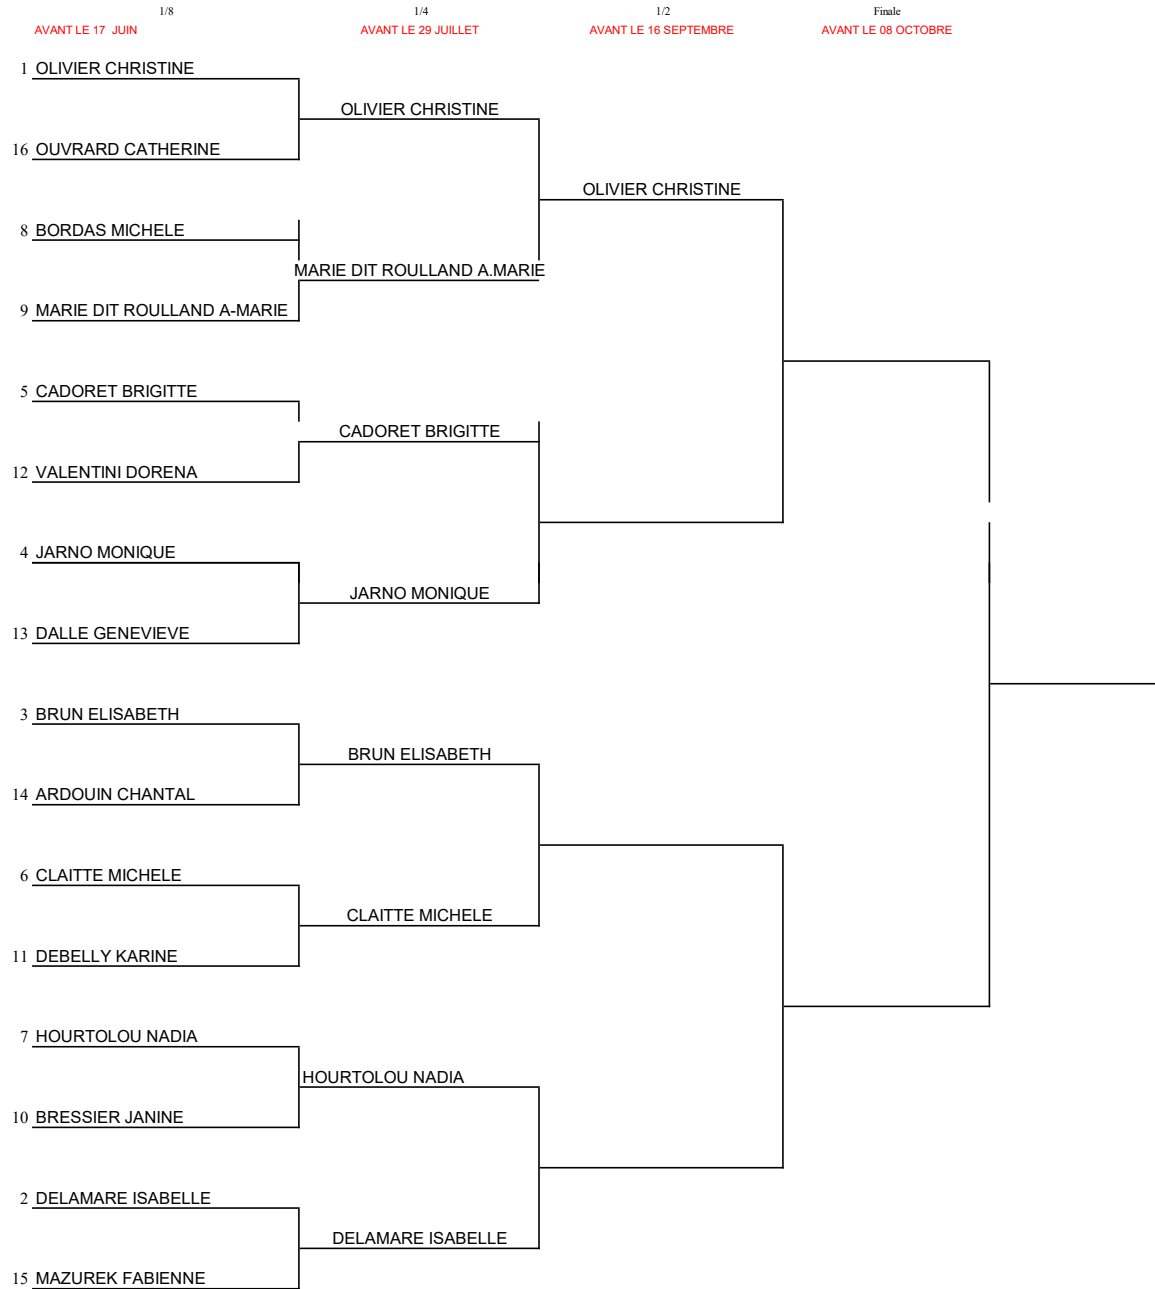 1/8 1/4 1/2 Finale
AVANT LE 17 JUIN AVANT LE 29 JUILLET AVANT LE 16 SEPTEMBRE AVANT LE 08 OCTOBRE
1 OLIVIER CHRISTINE
OLIVIER CHRISTINE
16 OUVRARD CATHERINE
OLIVIER CHRISTINE
8 BORDAS MICHELE
MARIE DIT ROULLAND A.MARIE
9 MARIE DIT ROULLAND A-MARIE
5 CADORET BRIGITTE
CADORET BRIGITTE
12 VALENTINI DORENA
4 JARNO MONIQUE
JARNO MONIQUE
13 DALLE GENEVIEVE
3 BRUN ELISABETH
BRUN ELISABETH
14 ARDOUIN CHANTAL
6 CLAITTE MICHELE
CLAITTE MICHELE
11 DEBELLY KARINE
7 HOURTOLOU NADIA
HOURTOLOU NADIA
10 BRESSIER JANINE
2 DELAMARE ISABELLE
DELAMARE ISABELLE
15 MAZUREK FABIENNE